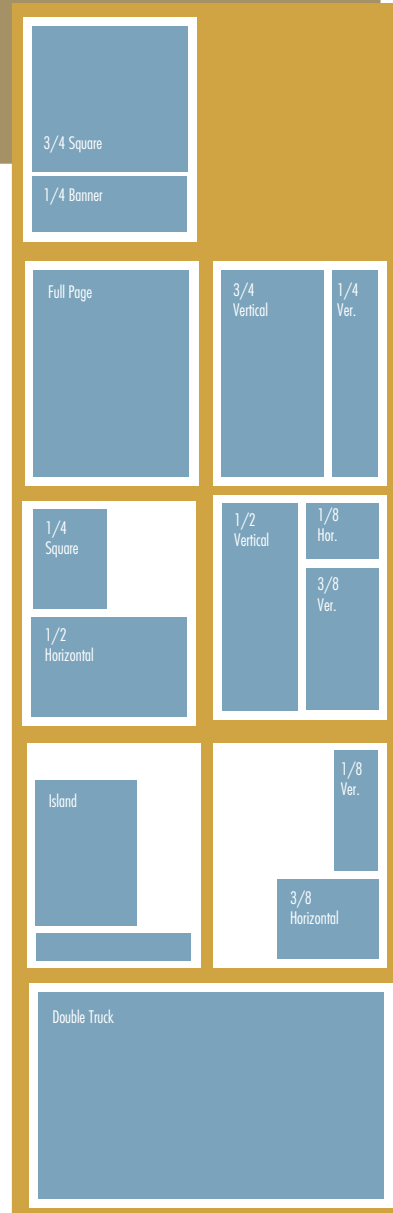 3/4 Square
1/4 Banner
Full Page
3/4
Vertical
1/4
Ver.
1/4
Square
1/2
Horizontal
1/2
Vertical
1/8
Hor.
3/8
Ver.
Island
1/8
Ver.
3/8
Horizontal
Double Truck